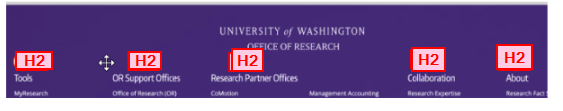 UNIVERSITY of WASHINGTON
OFFICE OF RESEARCH
H2 H2 H2 H2 H2
Tools OR Support Offices Research Partner Offices Collaboration About
MyResearch Office of Research (OR) CoMotion Management Accounting Research Expertise Research Fact